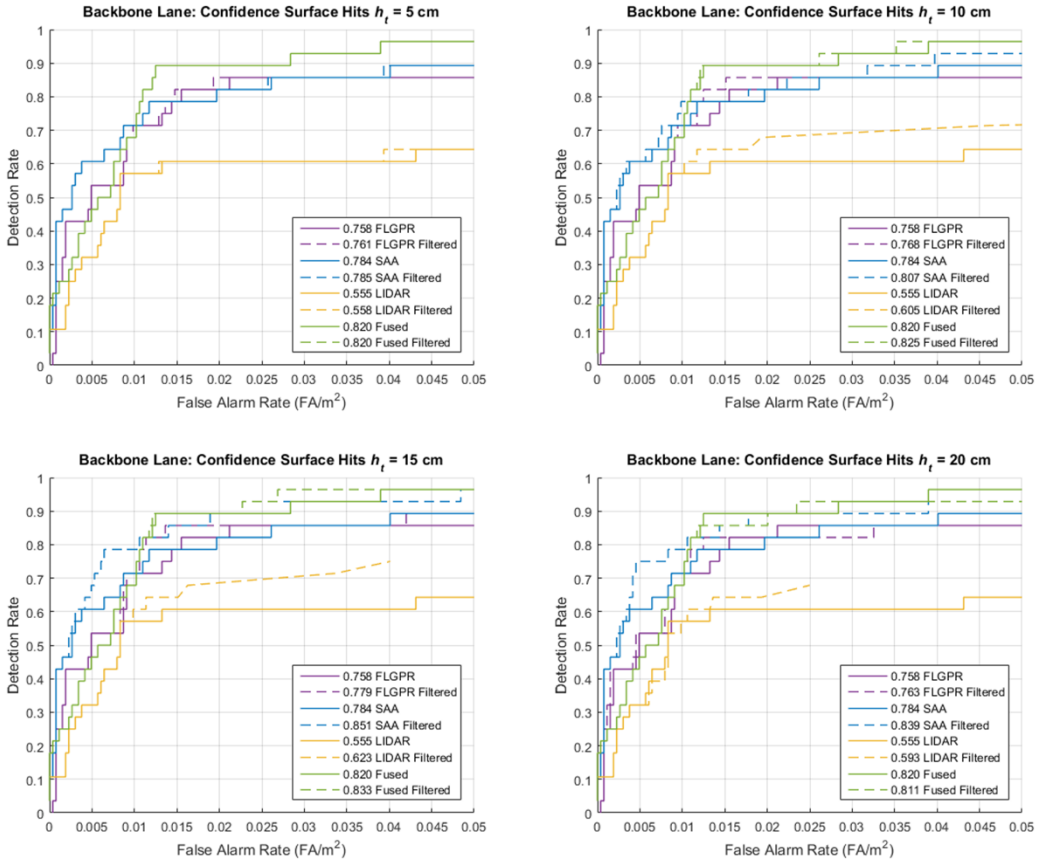 Backbone Lane: Confidence Surface Hits h_t = 5 cm
Detection Rate
1
0.9
0.8
0.7
0.6
0.5
0.4
0.3
0.2
0.1
0
0 0.005 0.01 0.015 0.02 0.025 0.03 0.035 0.04 0.045 0.05
False Alarm Rate (FA/m²)
0.758 FLGPR
0.761 FLGPR Filtered
0.784 SAA
0.785 SAA Filtered
0.555 LIDAR
0.558 LIDAR Filtered
0.820 Fused
0.820 Fused Filtered
Backbone Lane: Confidence Surface Hits h_t = 10 cm
Detection Rate
1
0.9
0.8
0.7
0.6
0.5
0.4
0.3
0.2
0.1
0
0 0.005 0.01 0.015 0.02 0.025 0.03 0.035 0.04 0.045 0.05
False Alarm Rate (FA/m²)
0.758 FLGPR
0.768 FLGPR Filtered
0.784 SAA
0.807 SAA Filtered
0.555 LIDAR
0.605 LIDAR Filtered
0.820 Fused
0.825 Fused Filtered
Backbone Lane: Confidence Surface Hits h_t = 15 cm
Detection Rate
1
0.9
0.8
0.7
0.6
0.5
0.4
0.3
0.2
0.1
0
0 0.005 0.01 0.015 0.02 0.025 0.03 0.035 0.04 0.045 0.05
False Alarm Rate (FA/m²)
0.758 FLGPR
0.779 FLGPR Filtered
0.784 SAA
0.851 SAA Filtered
0.555 LIDAR
0.623 LIDAR Filtered
0.820 Fused
0.833 Fused Filtered
Backbone Lane: Confidence Surface Hits h_t = 20 cm
Detection Rate
1
0.9
0.8
0.7
0.6
0.5
0.4
0.3
0.2
0.1
0
0 0.005 0.01 0.015 0.02 0.025 0.03 0.035 0.04 0.045 0.05
False Alarm Rate (FA/m²)
0.758 FLGPR
0.763 FLGPR Filtered
0.784 SAA
0.839 SAA Filtered
0.555 LIDAR
0.593 LIDAR Filtered
0.820 Fused
0.811 Fused Filtered